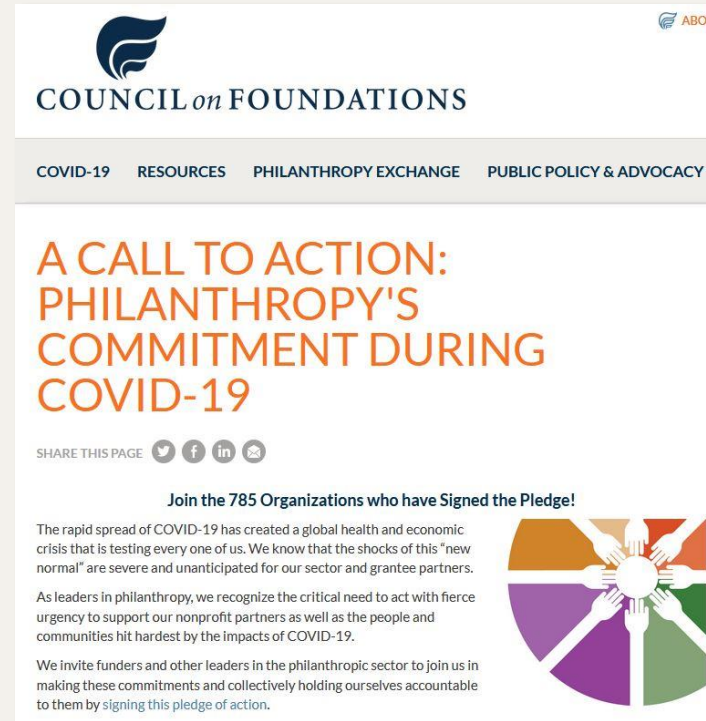 ABO
COUNCIL on FOUNDATIONS
COVID-19 RESOURCES PHILANTHROPY EXCHANGE PUBLIC POLICY & ADVOCACY
A CALL TO ACTION:
PHILANTHROPY'S
COMMITMENT DURING
COVID-19
SHARE THIS PAGE
Join the 785 Organizations who have Signed the Pledge!
The rapid spread of COVID-19 has created a global health and economic
crisis that is testing every one of us. We know that the shocks of this “new
normal” are severe and unanticipated for our sector and grantee partners.
As leaders in philanthropy, we recognize the critical need to act with fierce
urgency to support our nonprofit partners as well as the people and
communities hit hardest by the impacts of COVID-19.
We invite funders and other leaders in the philanthropic sector to join us in
making these commitments and collectively holding ourselves accountable
to them by signing this pledge of action.